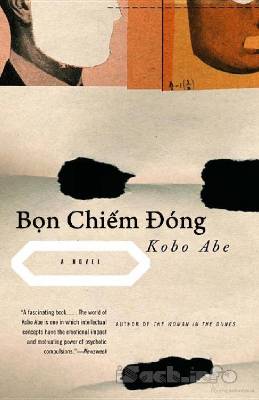 Bọn Chiếm Đóng
Kobo Abe
A NOVEL
"A fascinating book.... The world of
Kobo Abe is one in which intellectual
concepts have the emotional impact
and motivating power of psychotic
compulsions."—Newsweek
AUTHOR OF THE WOMAN IN THE DUNES
iSach.info